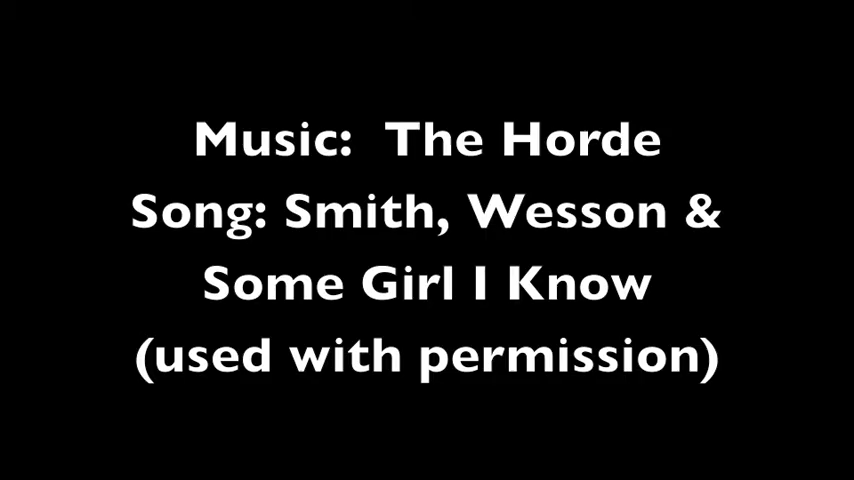 Music:  The Horde
Song: Smith, Wesson &
Some Girl I Know
(used with permission)